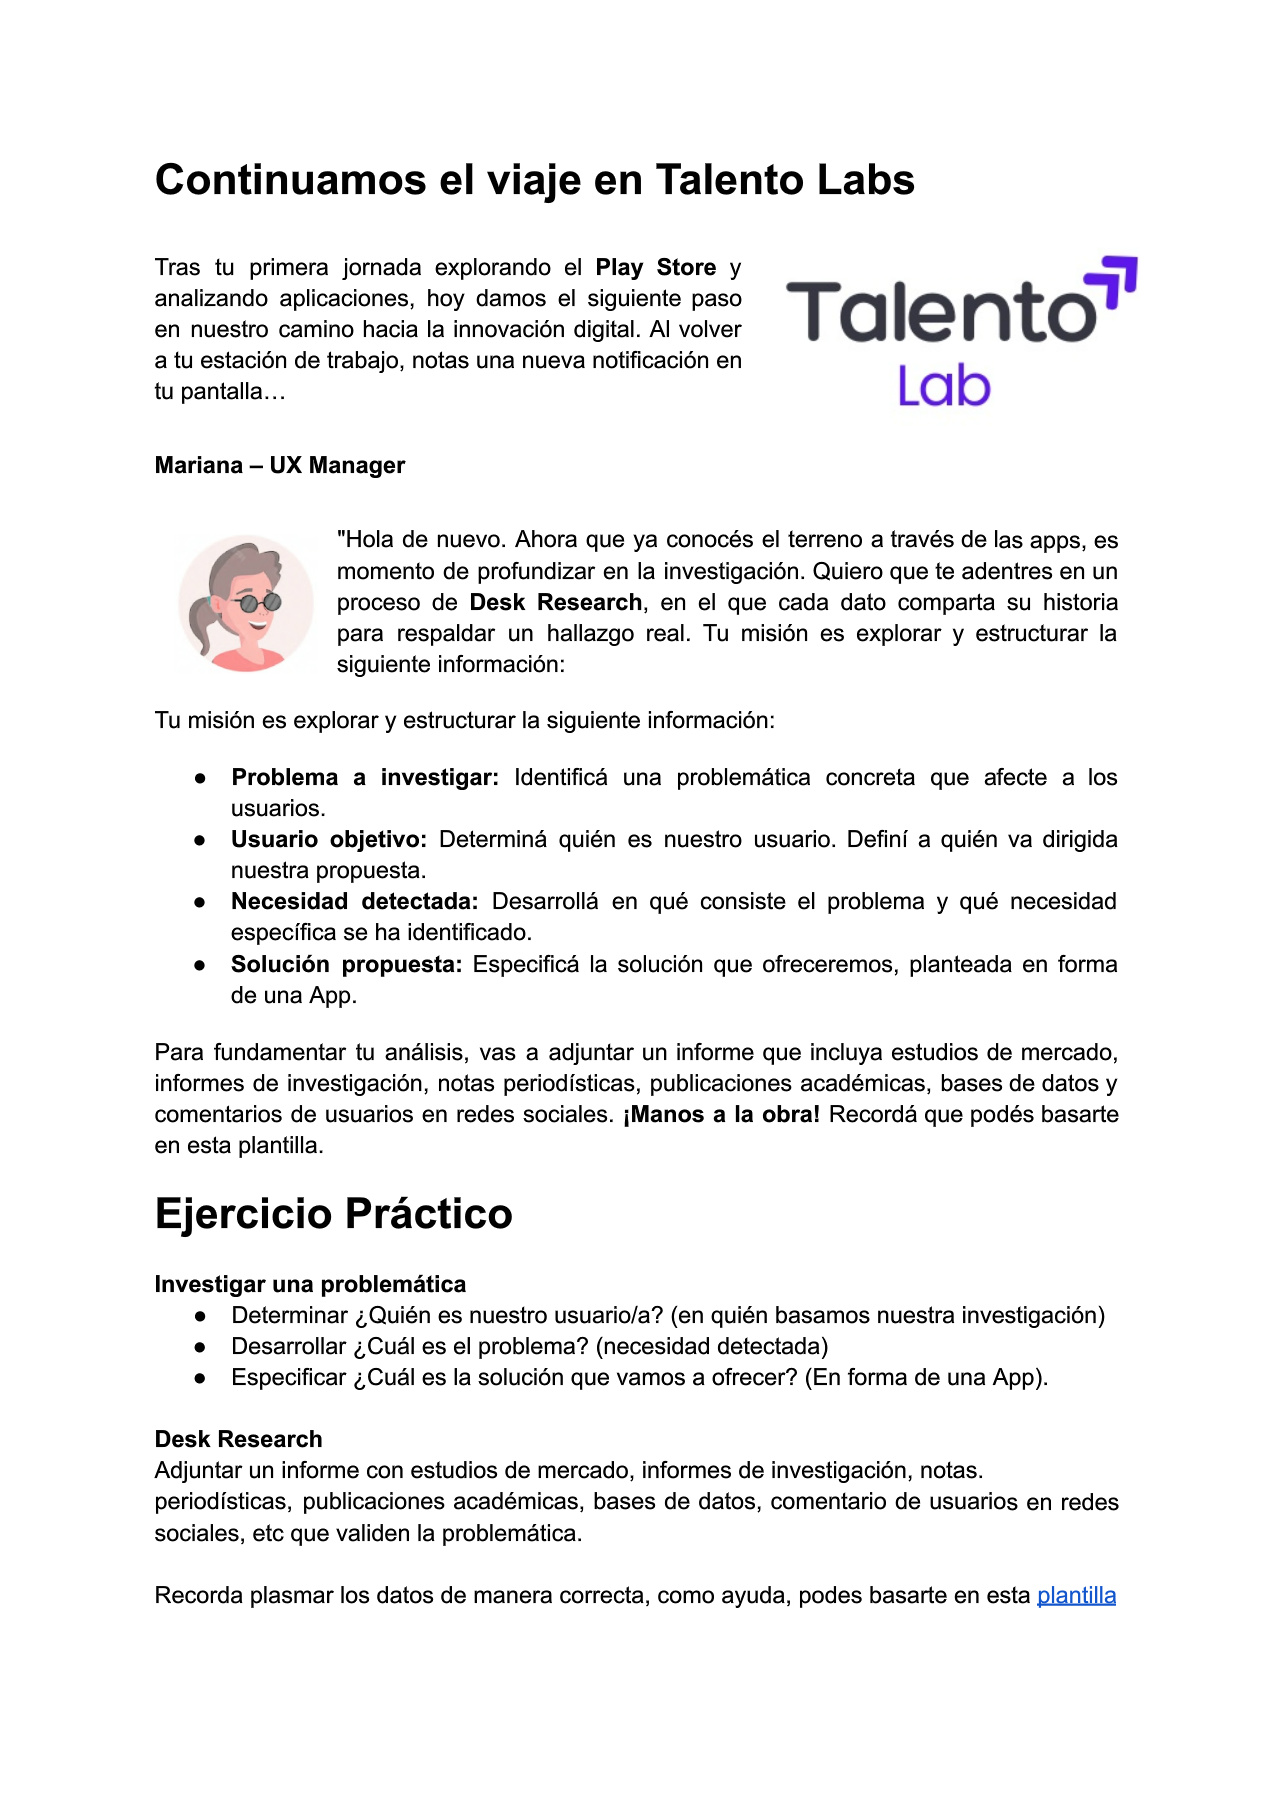 Continuamos el viaje en Talento Labs
Tras tu primera jornada explorando el Play Store y
analizando aplicaciones, hoy damos el siguiente paso
en nuestro camino hacia la innovación digital. Al volver
a tu estación de trabajo, notas una nueva notificación en
tu pantalla…
Talento
Lab
Mariana – UX Manager
"Hola de nuevo. Ahora que ya conocés el terreno a través de las apps, es
momento de profundizar en la investigación. Quiero que te adentres en un
proceso de Desk Research, en el que cada dato comparta su historia
para respaldar un hallazgo real. Tu misión es explorar y estructurar la
siguiente información:
Tu misión es explorar y estructurar la siguiente información:
● Problema a investigar: Identificá una problemática concreta que afecte a los
usuarios.
● Usuario objetivo: Determiná quién es nuestro usuario. Definí a quién va dirigida
nuestra propuesta.
● Necesidad detectada: Desarrollá en qué consiste el problema y qué necesidad
específica se ha identificado.
● Solución propuesta: Especificá la solución que ofreceremos, planteada en forma
de una App.
Para fundamentar tu análisis, vas a adjuntar un informe que incluya estudios de mercado,
informes de investigación, notas periodísticas, publicaciones académicas, bases de datos y
comentarios de usuarios en redes sociales. ¡Manos a la obra! Recordá que podés basarte
en esta plantilla.
Ejercicio Práctico
Investigar una problemática
● Determinar ¿Quién es nuestro usuario/a? (en quién basamos nuestra investigación)
● Desarrollar ¿Cuál es el problema? (necesidad detectada)
● Especificar ¿Cuál es la solución que vamos a ofrecer? (En forma de una App).
Desk Research
Adjuntar un informe con estudios de mercado, informes de investigación, notas.
periodísticas, publicaciones académicas, bases de datos, comentario de usuarios en redes
sociales, etc que validen la problemática.
Recorda plasmar los datos de manera correcta, como ayuda, podes basarte en esta plantilla